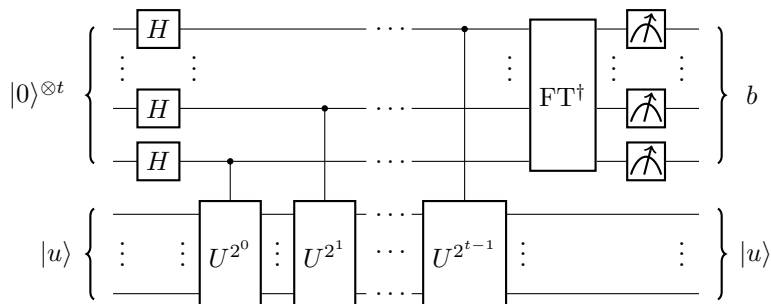 H
|0⟩^{⊗t}
H
FT†
b
H
|u⟩
U^{2^0}
U^{2^1}
U^{2^{t−1}}
|u⟩